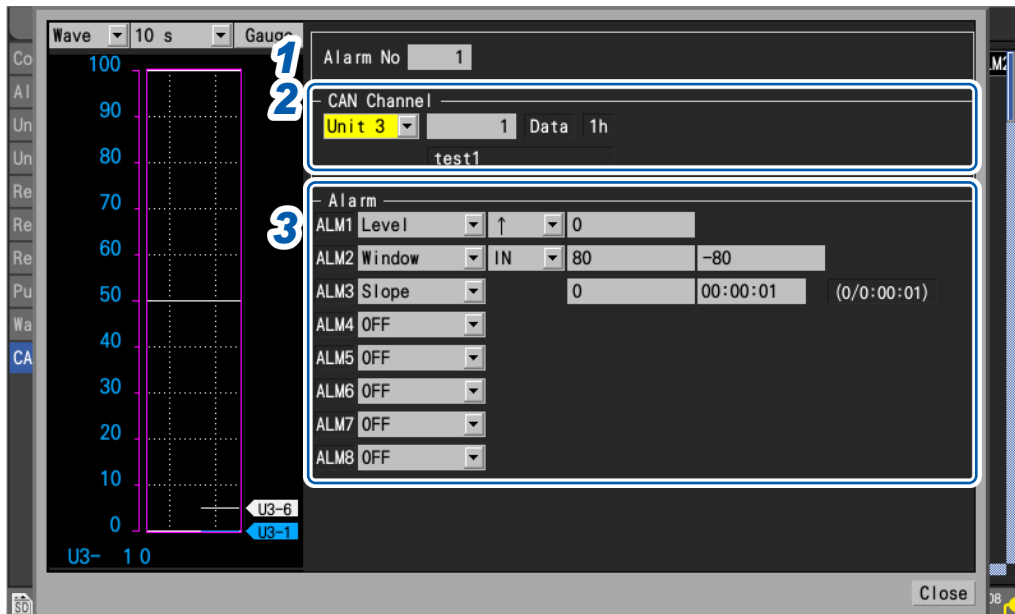 Wave 10 s Gauge
1
Alarm No 1
2
CAN Channel
Unit 3 1 Data 1h
test1
3
Alarm
ALM1 Level ↑ 0
ALM2 Window IN 80 -80
ALM3 Slope 0 00:00:01 (0/0:00:01)
ALM4 OFF
ALM5 OFF
ALM6 OFF
ALM7 OFF
ALM8 OFF
100
90
80
70
60
50
40
30
20
10
0
U3-6
U3-1
U3- 1 0
Co
Al
Un
Un
Re
Re
Re
Pu
Wa
CA
SD
Close